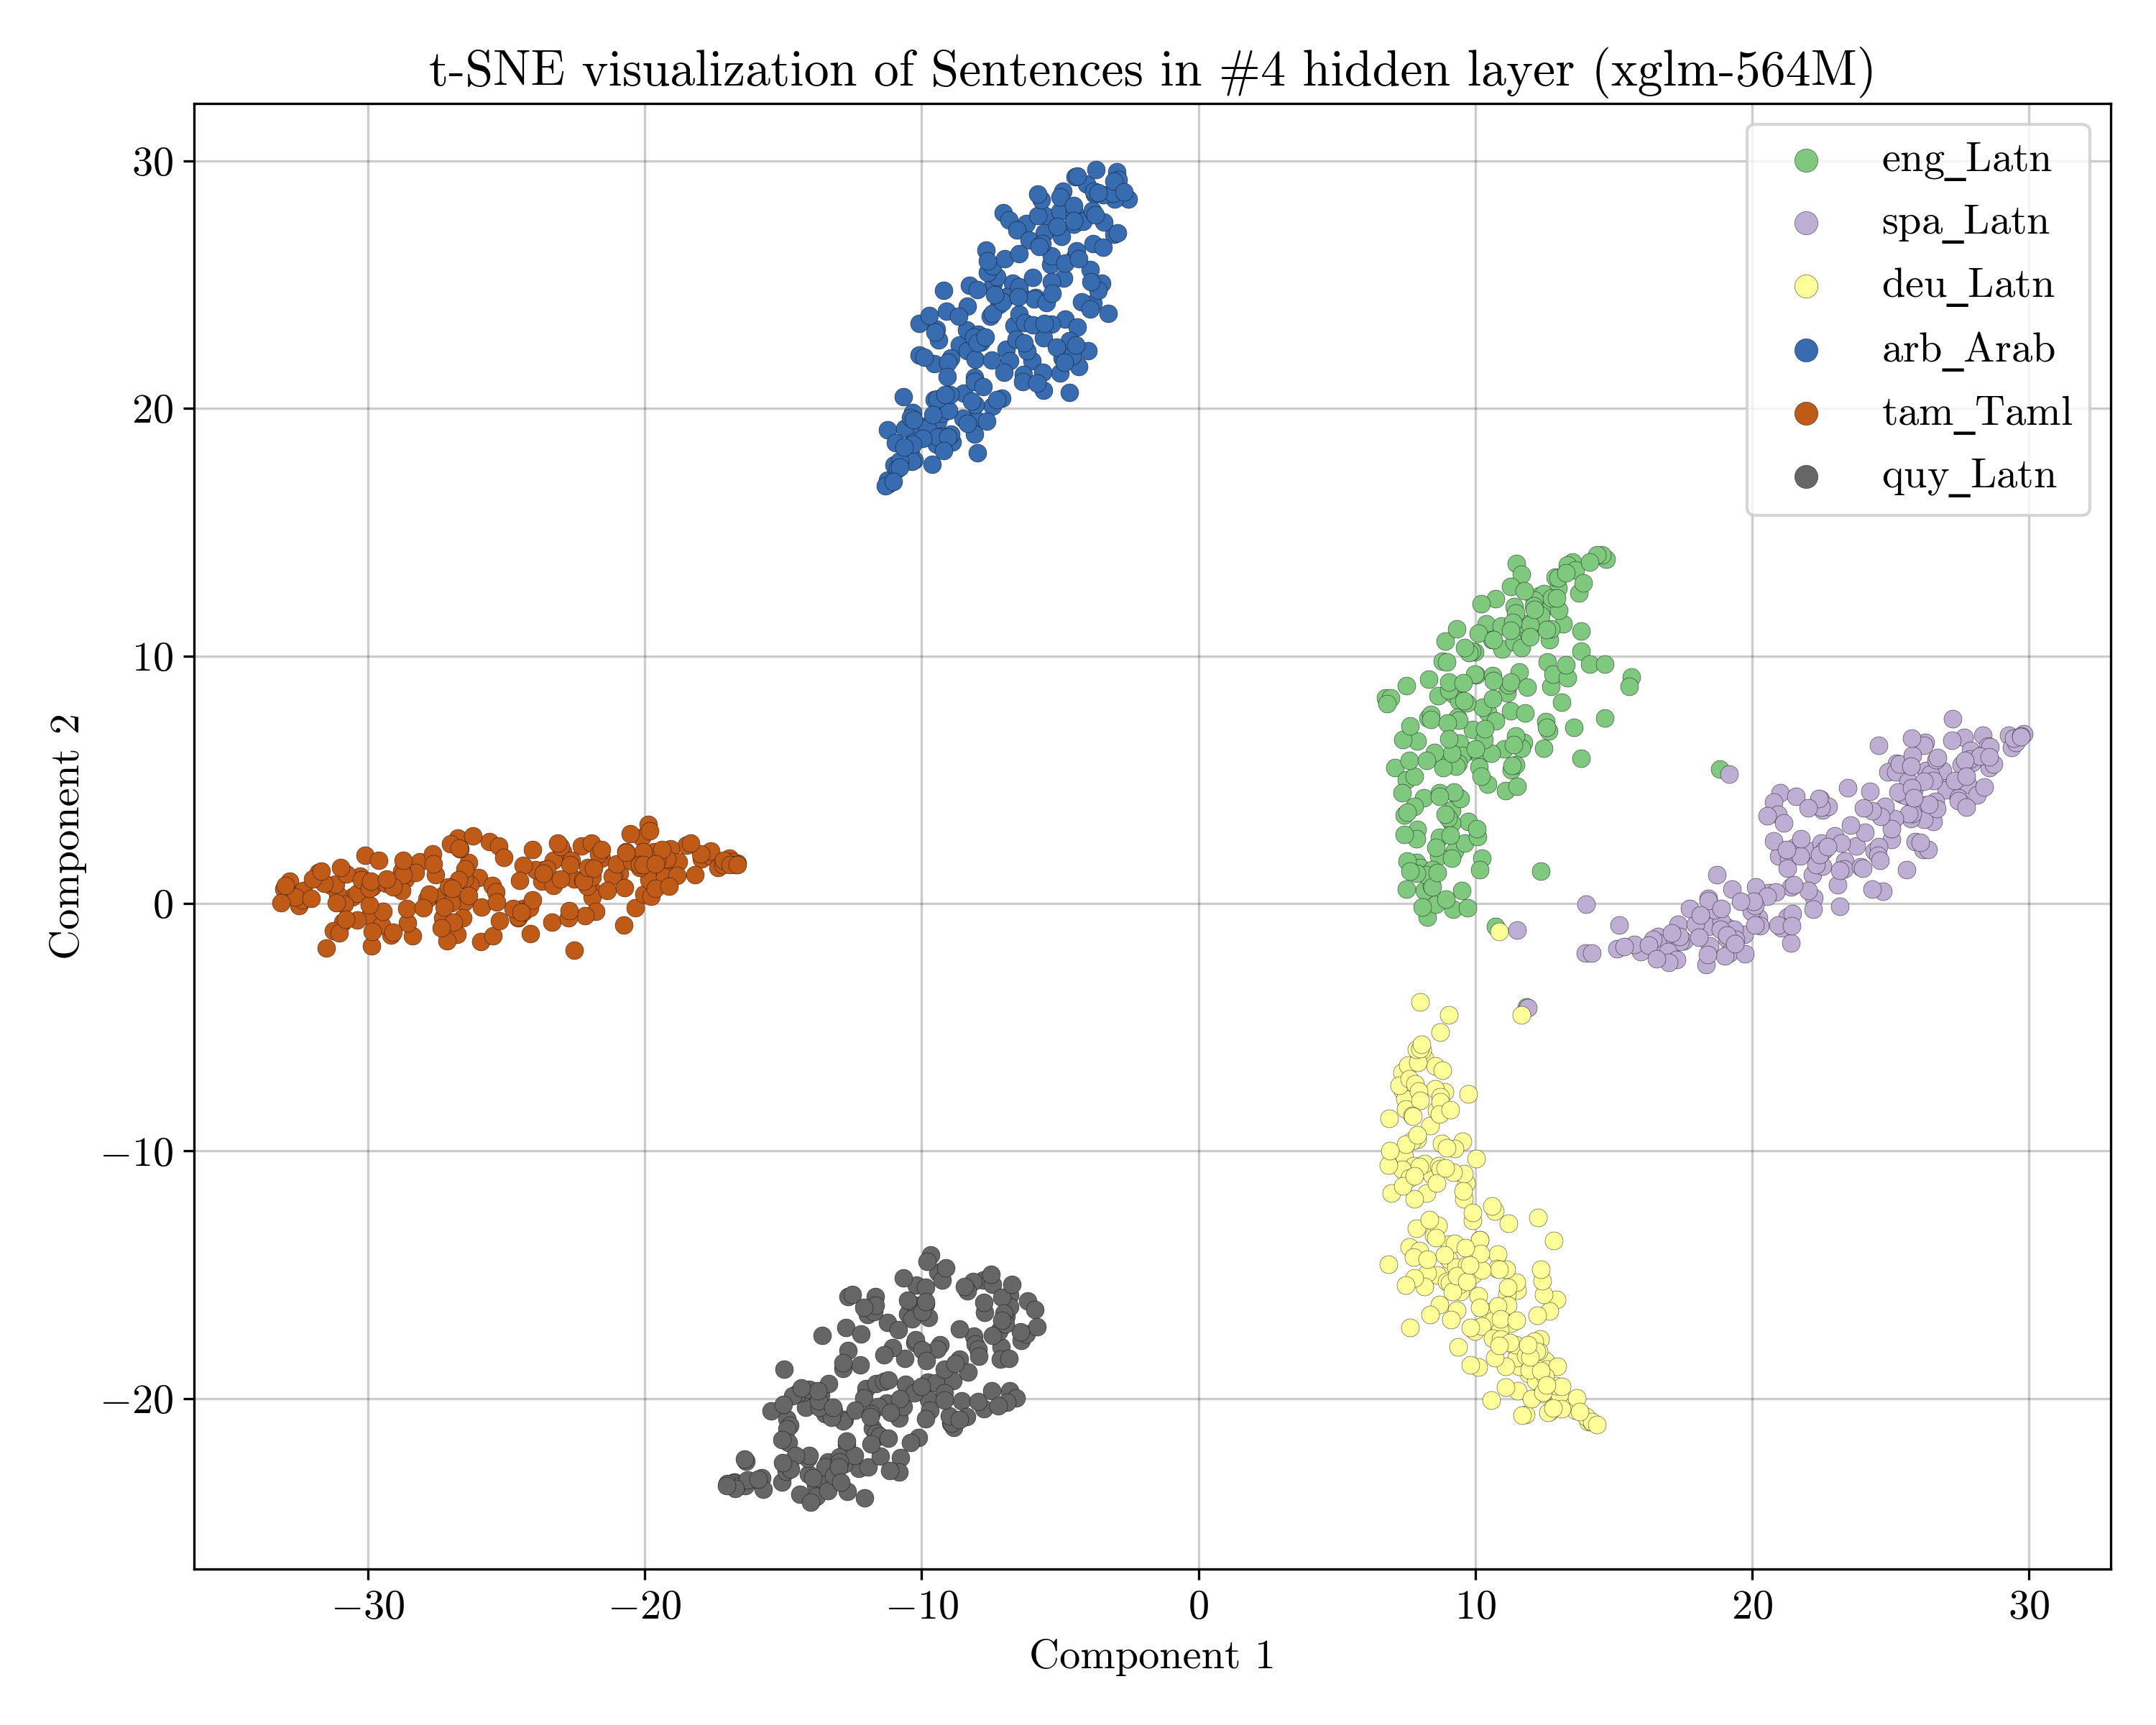 t-SNE visualization of Sentences in #4 hidden layer (xglm-564M)
eng_Latn
spa_Latn
deu_Latn
arb_Arab
tam_Taml
quy_Latn
30
20
10
0
−10
−20
Component 2
−30
−20
−10
0
10
20
30
Component 1